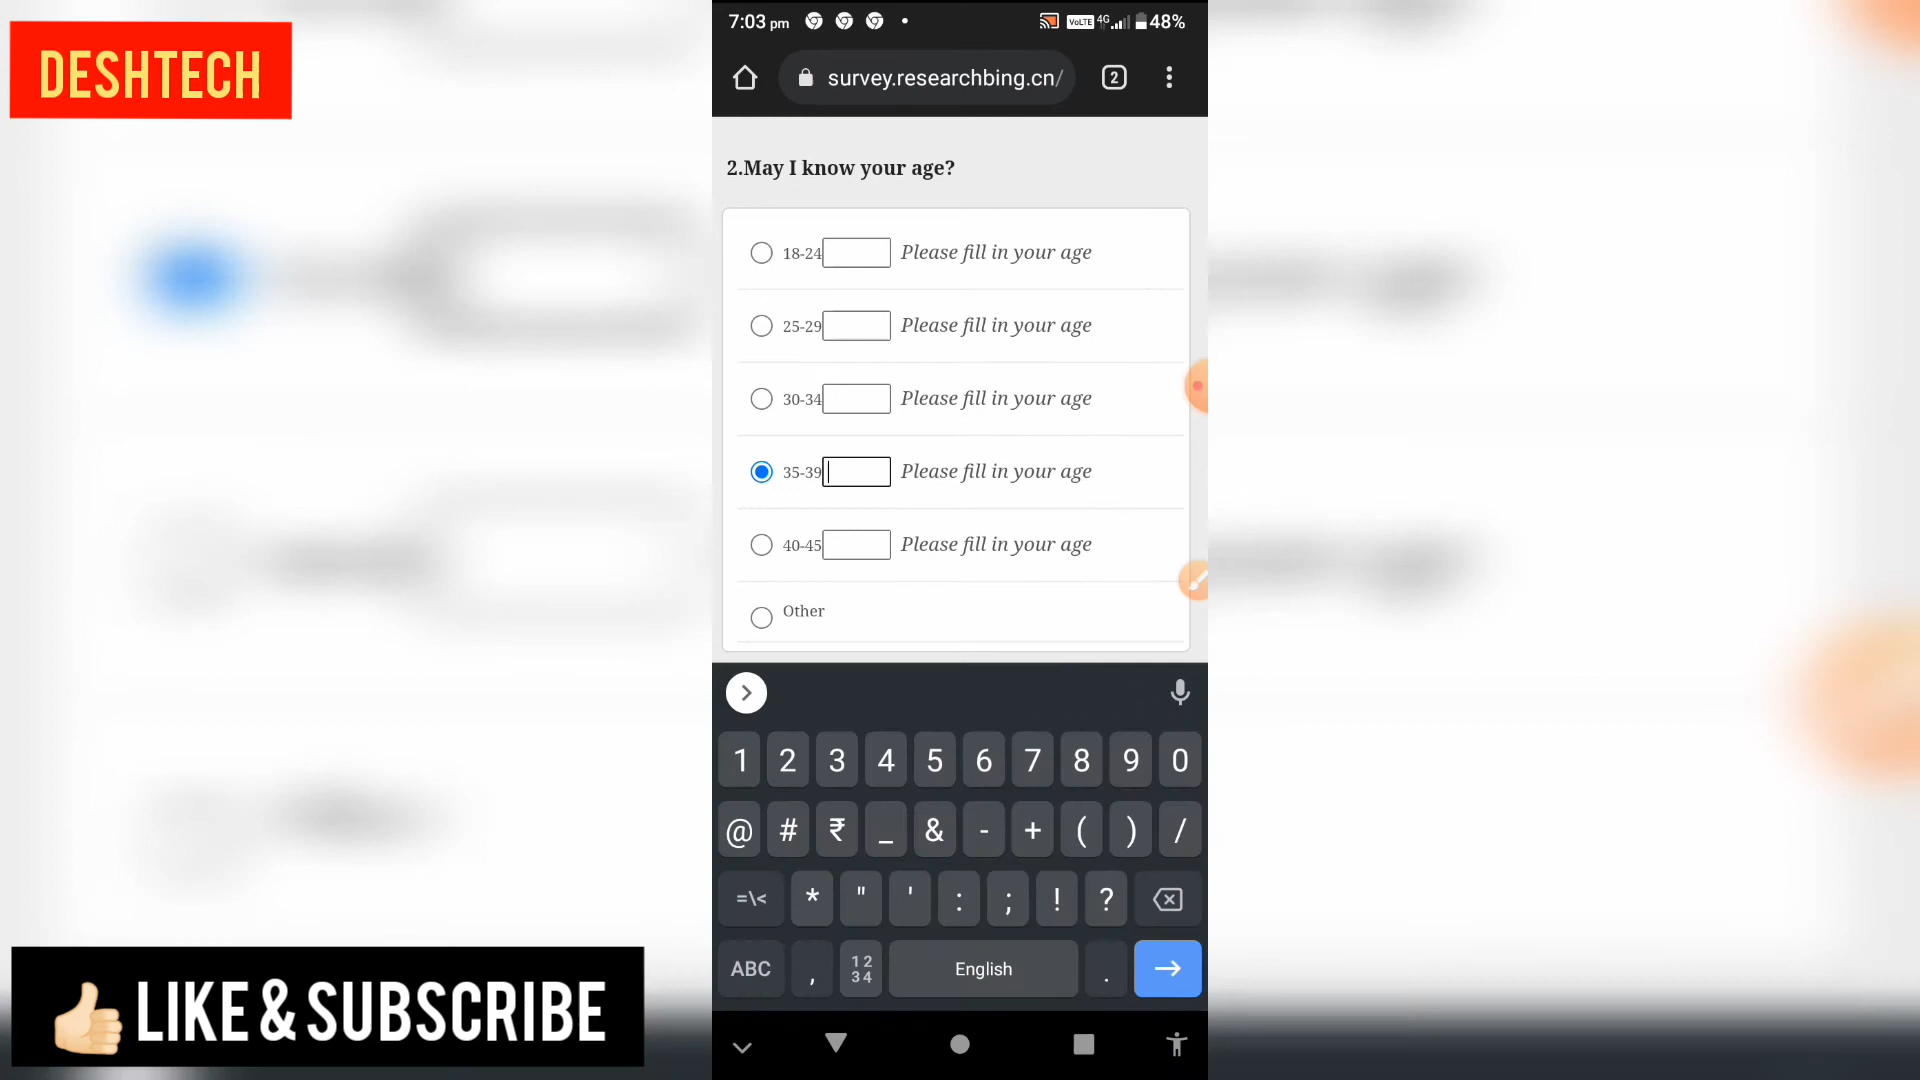 DESHTECH
7:03 pm VoLTE 4G 48%
survey.researchbing.cn/ 2
2.May I know your age?
18-24 Please fill in your age
25-29 Please fill in your age
30-34 Please fill in your age
35-39 Please fill in your age
40-45 Please fill in your age
Other
1 2 3 4 5 6 7 8 9 0
@ # ₹ _ & - + ( ) /
=\< * " ' : ; ! ?
ABC , 12 34 English .
LIKE & SUBSCRIBE